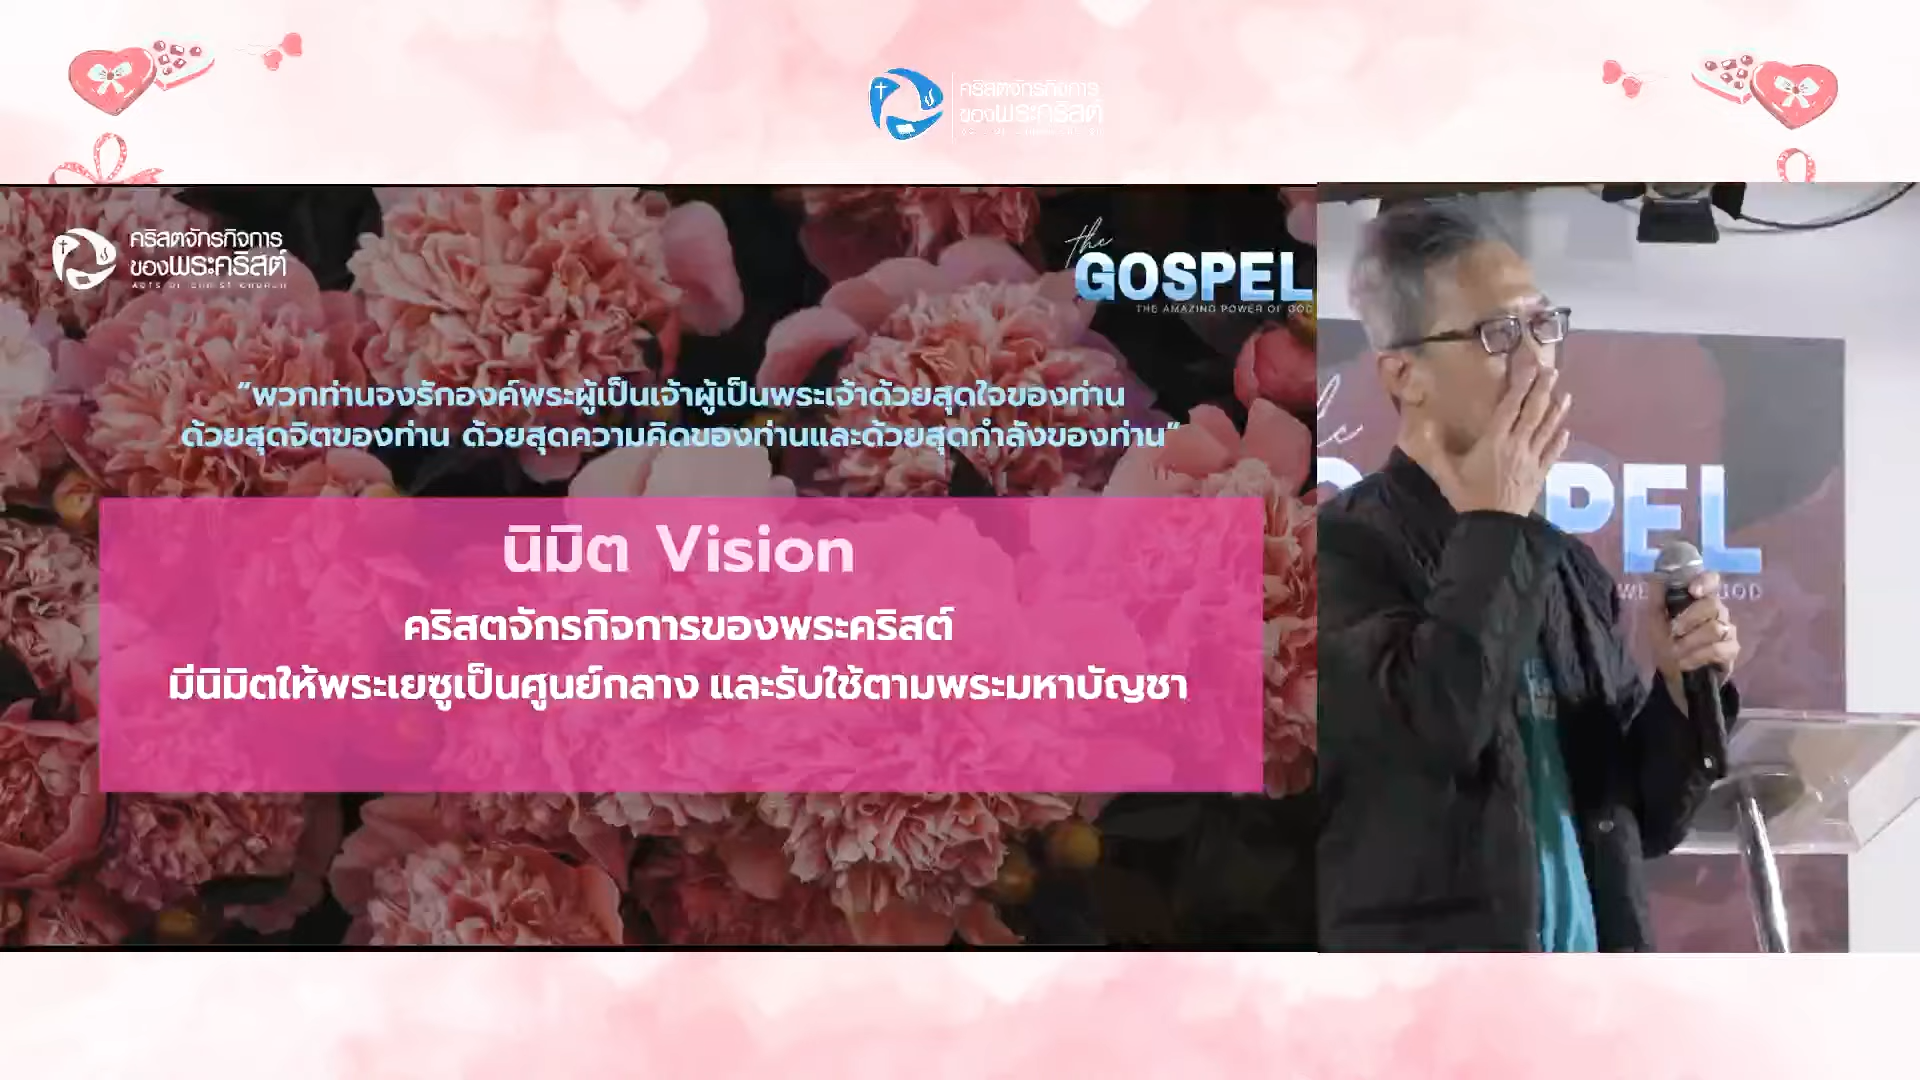 คริสตจักรกิจการ
ของพระคริสต์
คริสตจักรกิจการ
ของพระคริสต์
ACTS OF CHRIST CHURCH
the
GOSPEL
THE AMAZING POWER OF GOD
“พวกท่านจงรักองค์พระผู้เป็นเจ้าผู้เป็นพระเจ้าด้วยสุดใจของท่าน
ด้วยสุดจิตของท่าน ด้วยสุดความคิดของท่านและด้วยสุดกำลังของท่าน”
นิมิต Vision
คริสตจักรกิจการของพระคริสต์
มีนิมิตให้พระเยซูเป็นศูนย์กลาง และรับใช้ตามพระมหาบัญชา
PEL
GOD